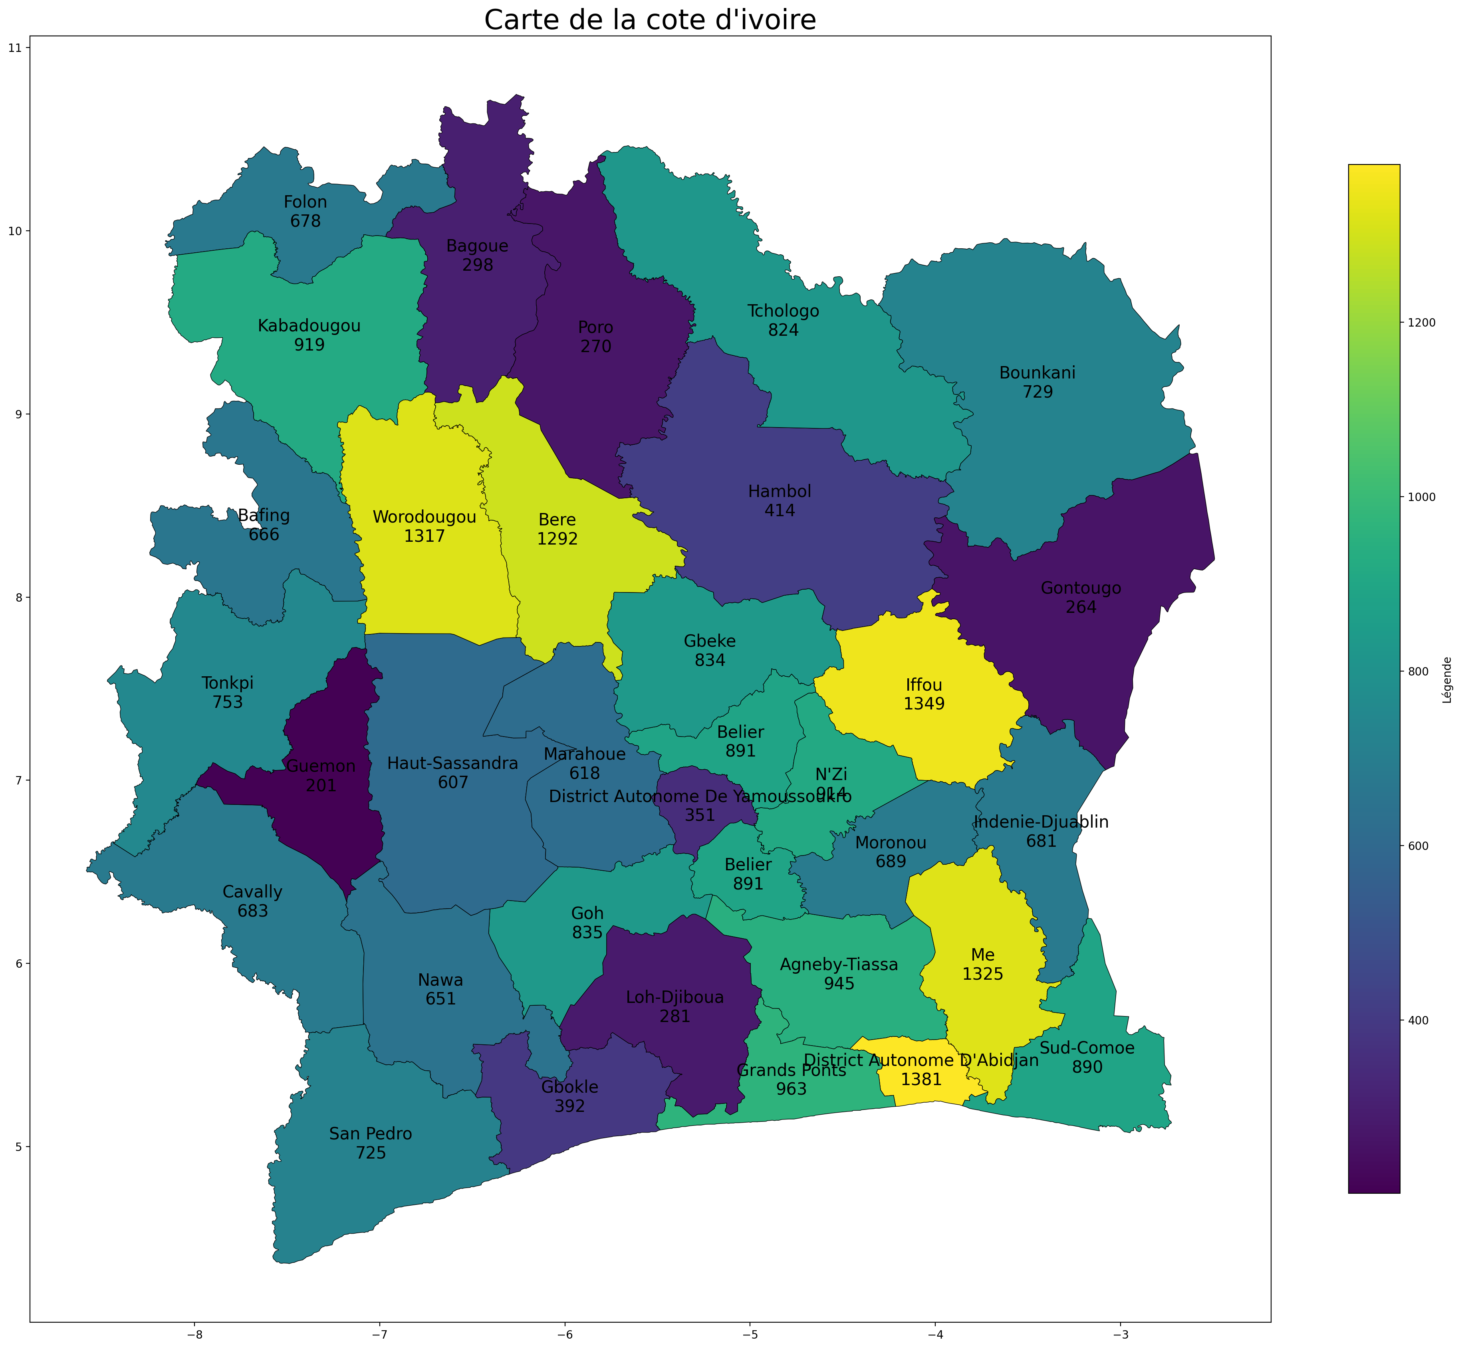 Carte de la cote d'ivoire
11
10
9
8
7
6
5
Folon
678
Bagoue
298
Kabadougou
919
Poro
270
Tchologo
824
Bounkani
729
Bafing
666
Worodougou
1317
Bere
1292
Hambol
414
Gontougo
264
Gbeke
834
Tonkpi
753
Iffou
1349
Belier
891
Guemon
201
Haut-Sassandra
607
Marahoue
618
N'Zi
914
District Autonome De Yamoussoukro
351
Indenie-Djuablin
681
Moronou
689
Belier
891
Cavally
683
Goh
835
Agneby-Tiassa
945
Me
1325
Nawa
651
Loh-Djiboua
281
Sud-Comoe
890
District Autonome D'Abidjan
1381
Grands Ponts
963
Gbokle
392
San Pedro
725
−8
−7
−6
−5
−4
−3
1200
1000
800
600
400
Légende